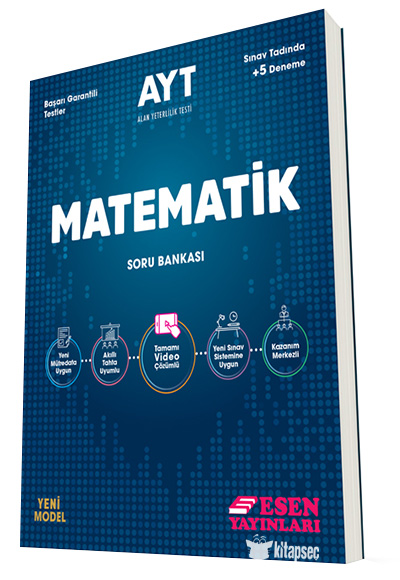 Başarı Garantili
Testler
AYT
ALAN YETERLİLİK TESTİ
Sınav Tadında
+5 Deneme
MATEMATİK
SORU BANKASI
Yeni
Müfredata
Uygun
Akıllı
Tahta
Uyumlu
Tamamı
Video
Çözümlü
Yeni Sınav
Sistemine
Uygun
Kazanım
Merkezli
YENİ
MODEL
ESEN
YAYINLARI
kitapseç